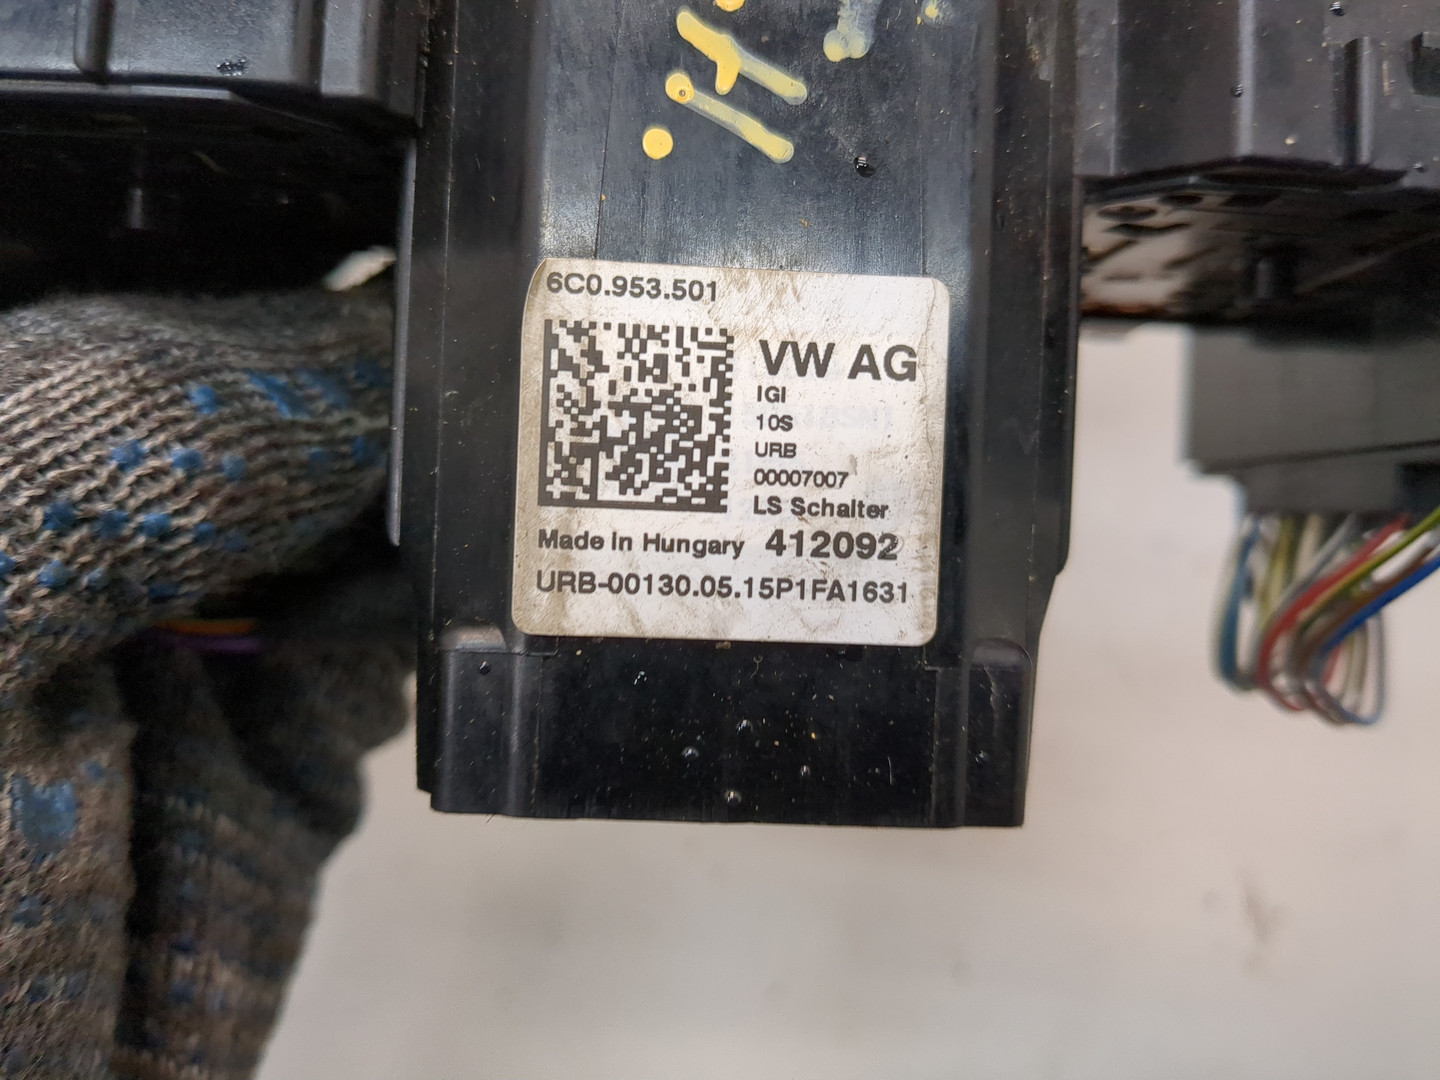 6C0.953.501
VW AG
IGI
10S
URB
00007007
LS Schalter
Made in Hungary 412092
URB-00130.05.15P1FA1631